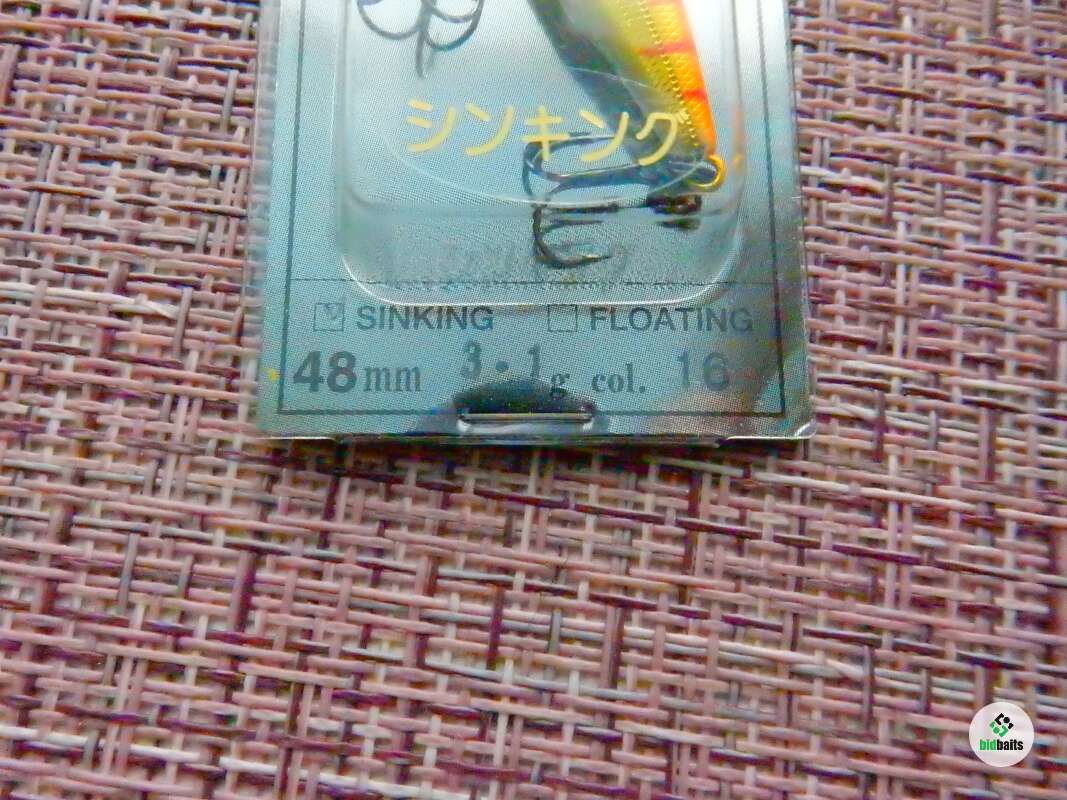 シンキング
☑ SINKING ☐ FLOATING
48mm 3.1g col. 16
bidbaits